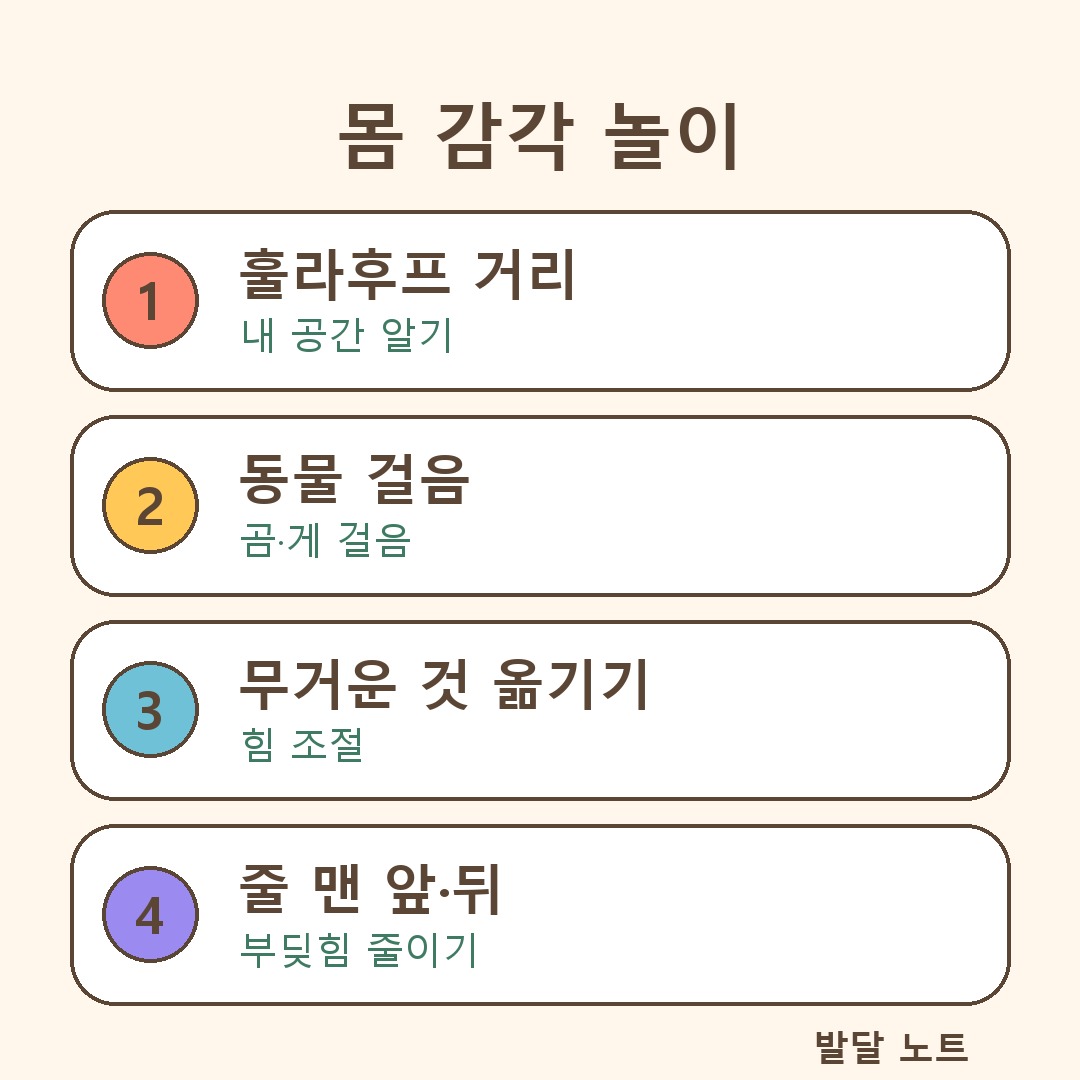 몸 감각 놀이
1
훌라후프 거리
내 공간 알기
2
동물 걸음
곰·게 걸음
3
무거운 것 옮기기
힘 조절
4
줄 맨 앞·뒤
부딪힘 줄이기
발달 노트